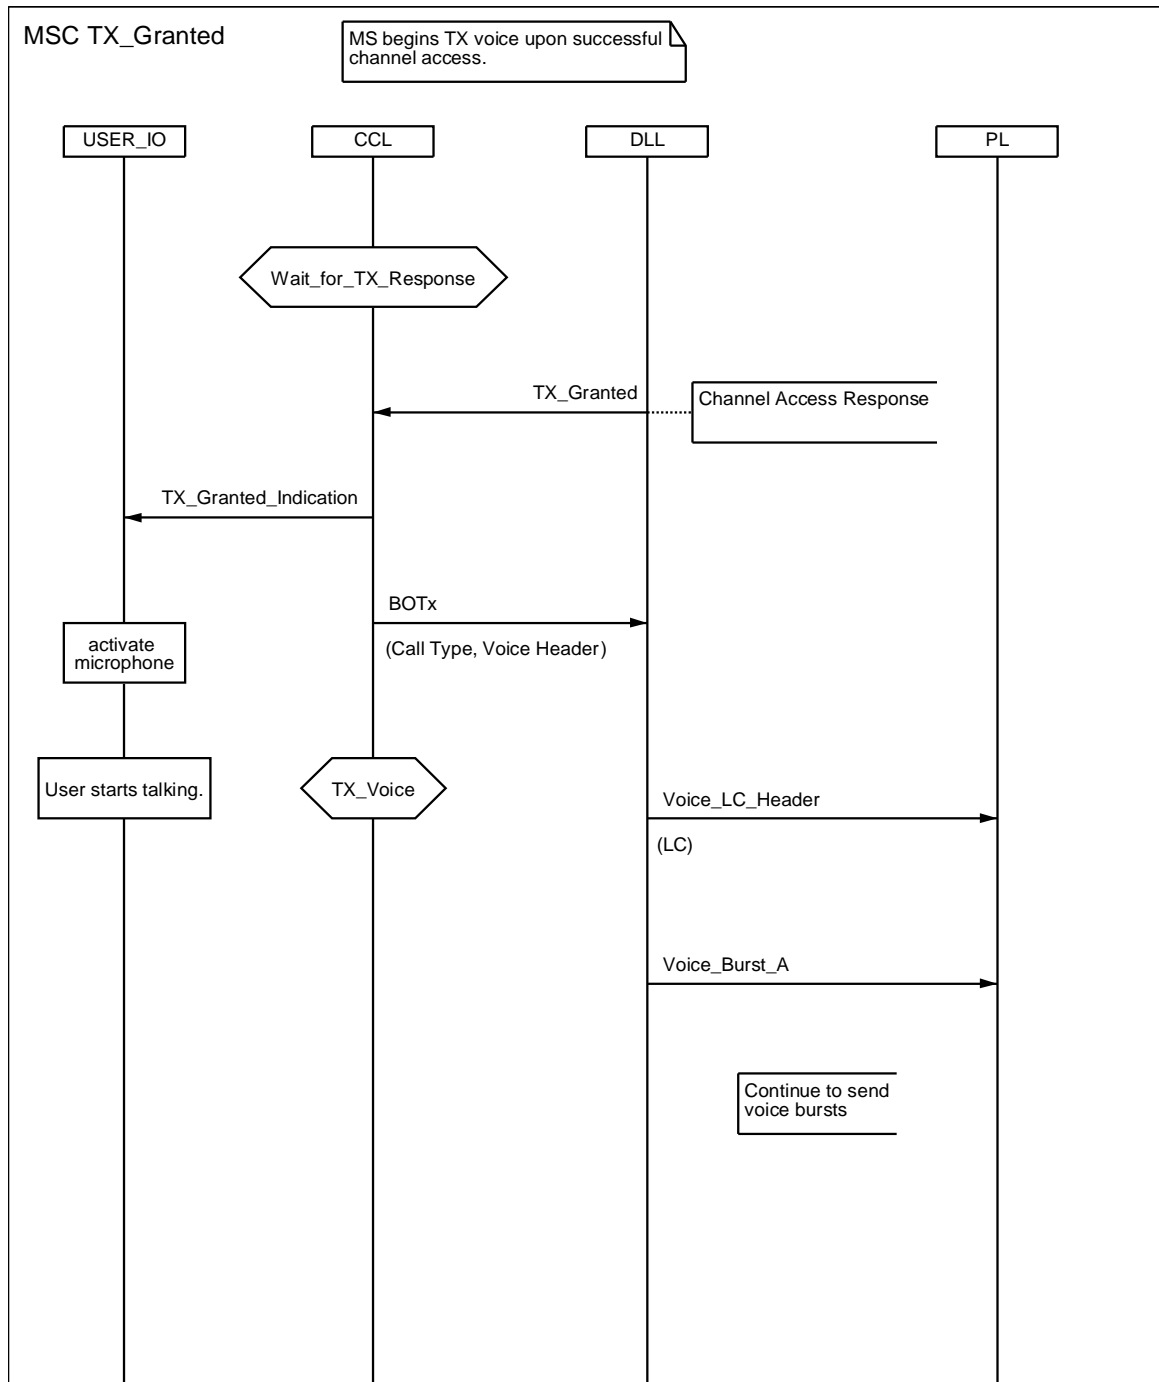 MSC TX_Granted
MS begins TX voice upon successful
channel access.
USER_IO
CCL
DLL
PL
Wait_for_TX_Response
TX_Granted
Channel Access Response
TX_Granted_Indication
BOTx
(Call Type, Voice Header)
activate
microphone
User starts talking.
TX_Voice
Voice_LC_Header
(LC)
Voice_Burst_A
Continue to send
voice bursts